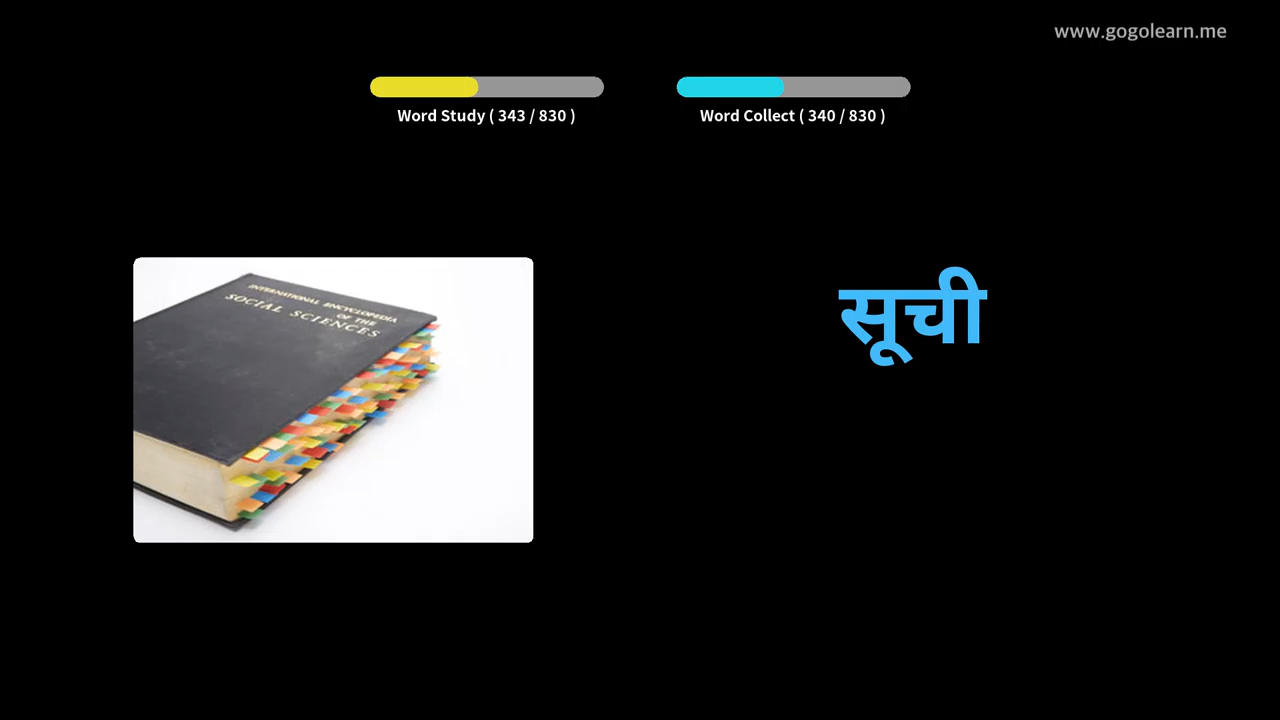 www.gogolearn.me
Word Study ( 343 / 830 )
Word Collect ( 340 / 830 )
INTERNATIONAL ENCYCLOPEDIA
OF THE
SOCIAL SCIENCES
सूची